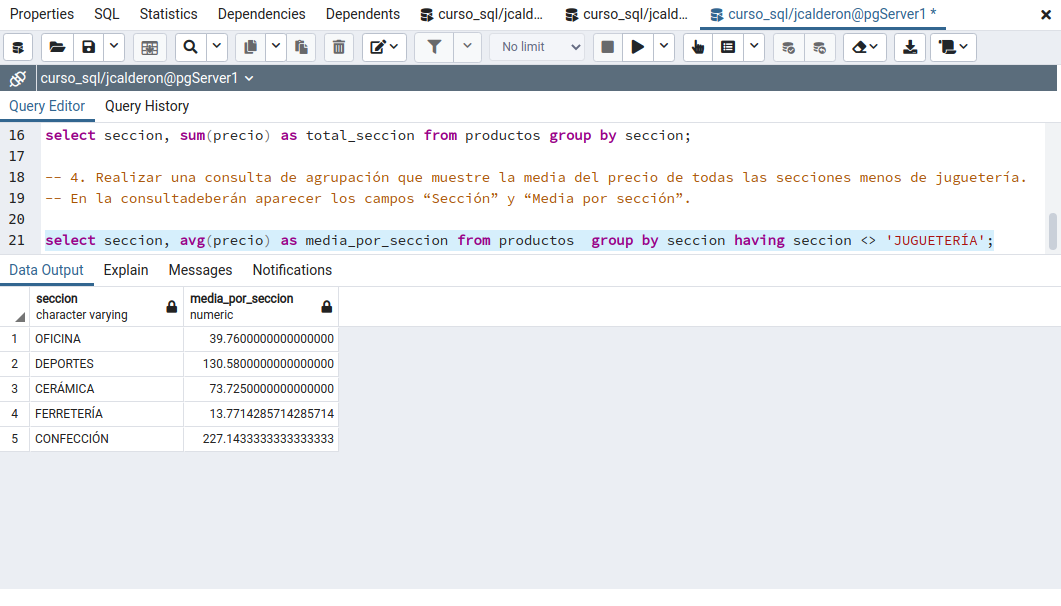 Properties SQL Statistics Dependencies Dependents curso_sql/jcald... curso_sql/jcald... curso_sql/jcalderon@pgServer1 *
No limit
curso_sql/jcalderon@pgServer1
Query Editor Query History
16 select seccion, sum(precio) as total_seccion from productos group by seccion;
17
18 -- 4. Realizar una consulta de agrupación que muestre la media del precio de todas las secciones menos de juguetería.
19 -- En la consultadeberán aparecer los campos “Sección” y “Media por sección”.
20
21 select seccion, avg(precio) as media_por_seccion from productos  group by seccion having seccion <> 'JUGUETERÍA';
Data Output Explain Messages Notifications
seccion media_por_seccion
character varying numeric
1 OFICINA 39.7600000000000000
2 DEPORTES 130.5800000000000000
3 CERÁMICA 73.7250000000000000
4 FERRETERÍA 13.7714285714285714
5 CONFECCIÓN 227.1433333333333333